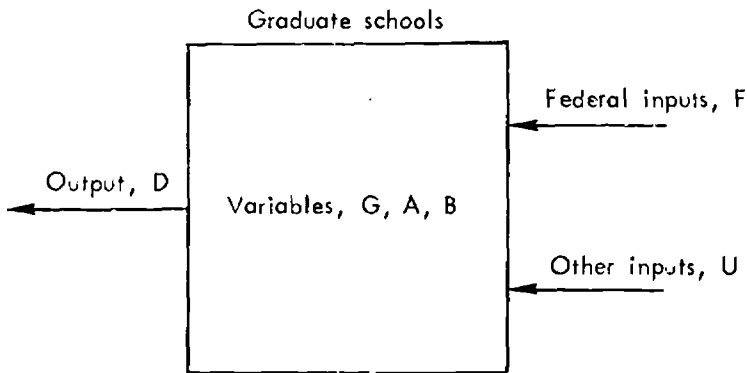 Graduate schools
Federal inputs, F
Output, D
Variables, G, A, B
Other inputs, U